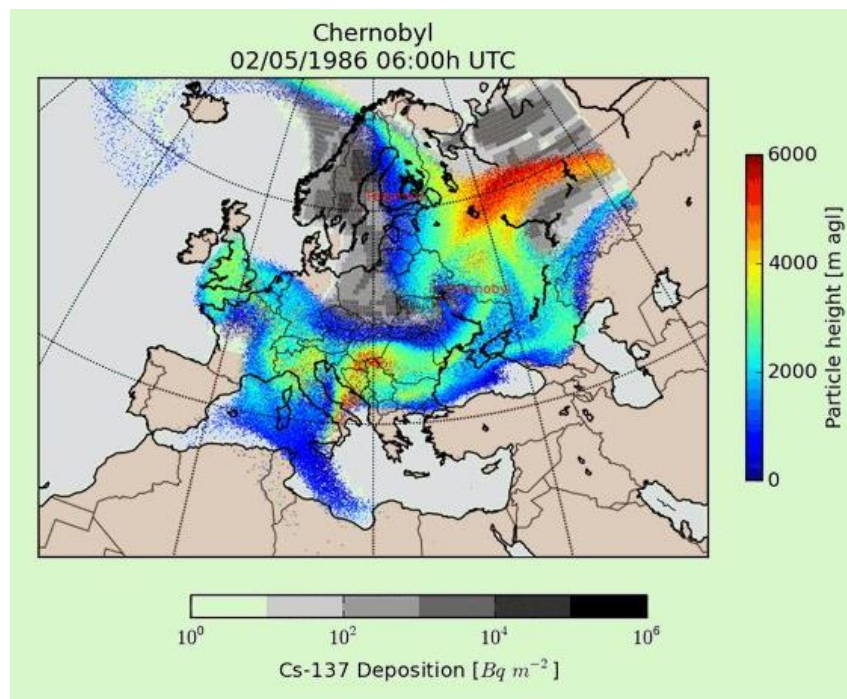 Chernobyl
02/05/1986 06:00h UTC
6000
4000
2000
0
Particle height [m agl]
10⁰
10²
10⁴
10⁶
Cs-137 Deposition [Bq m⁻²]